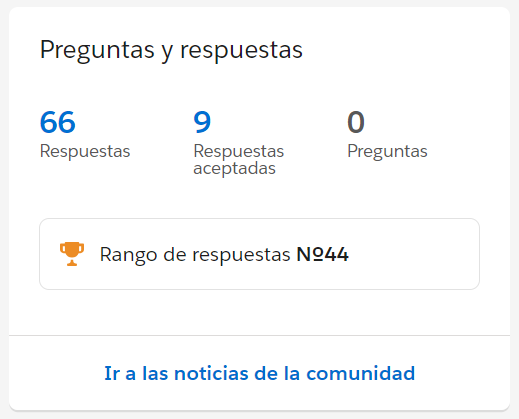 Preguntas y respuestas
66 9 0
Respuestas Respuestas aceptadas Preguntas
Rango de respuestas Nº44
Ir a las noticias de la comunidad